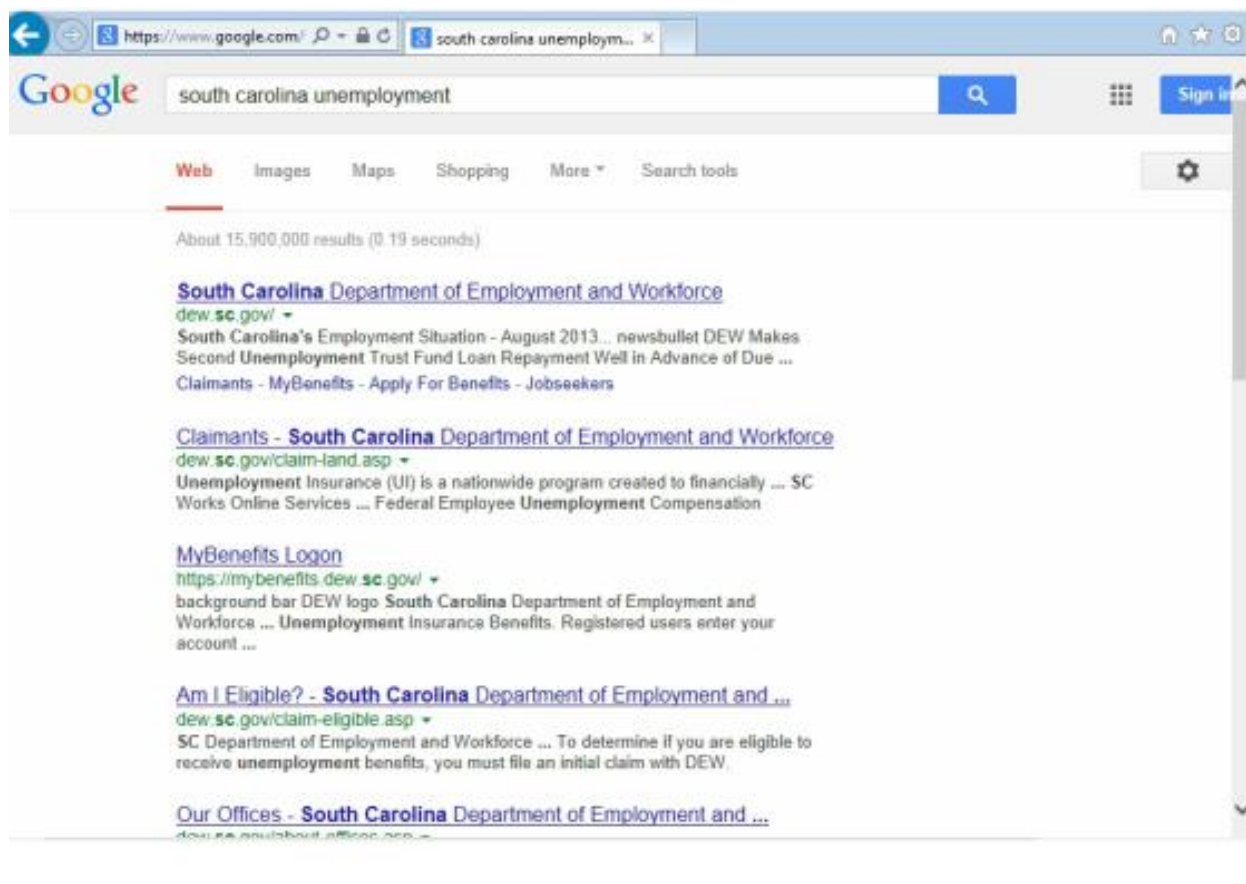 https://www.google.com/
south carolina unemploym...
Google
south carolina unemployment
Sign in
Web Images Maps Shopping More Search tools
About 15,900,000 results (0.19 seconds)
South Carolina Department of Employment and Workforce
dew.sc.gov/
South Carolina's Employment Situation - August 2013... newsbullet DEW Makes
Second Unemployment Trust Fund Loan Repayment Well in Advance of Due ...
Claimants - MyBenefits - Apply For Benefits - Jobseekers
Claimants - South Carolina Department of Employment and Workforce
dew.sc.gov/claim-land.asp
Unemployment Insurance (UI) is a nationwide program created to financially ... SC
Works Online Services ... Federal Employee Unemployment Compensation
MyBenefits Logon
https://mybenefits.dew.sc.gov/
background bar DEW logo South Carolina Department of Employment and
Workforce ... Unemployment Insurance Benefits. Registered users enter your
account ...
Am I Eligible? - South Carolina Department of Employment and ...
dew.sc.gov/claim-eligible.asp
SC Department of Employment and Workforce ... To determine if you are eligible to
receive unemployment benefits, you must file an initial claim with DEW.
Our Offices - South Carolina Department of Employment and ...
dew.sc.gov/about-offices.asp